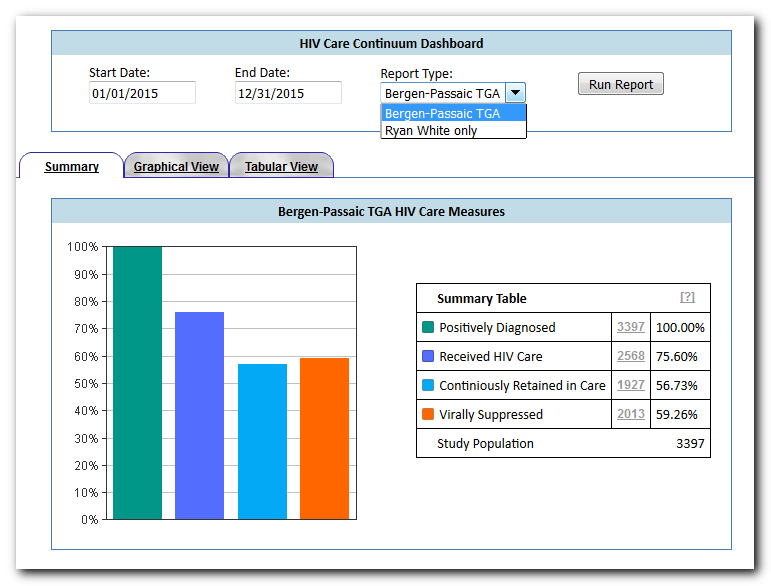 HIV Care Continuum Dashboard
Start Date: End Date: Report Type:
01/01/2015 12/31/2015 Bergen-Passaic TGA Run Report
Bergen-Passaic TGA
Ryan White only
Summary Graphical View Tabular View
Bergen-Passaic TGA HIV Care Measures
100%
90%
80%
70%
60%
50%
40%
30%
20%
10%
0%
Summary Table [?]
Positively Diagnosed 3397 100.00%
Received HIV Care 2568 75.60%
Continiously Retained in Care 1927 56.73%
Virally Suppressed 2013 59.26%
Study Population 3397